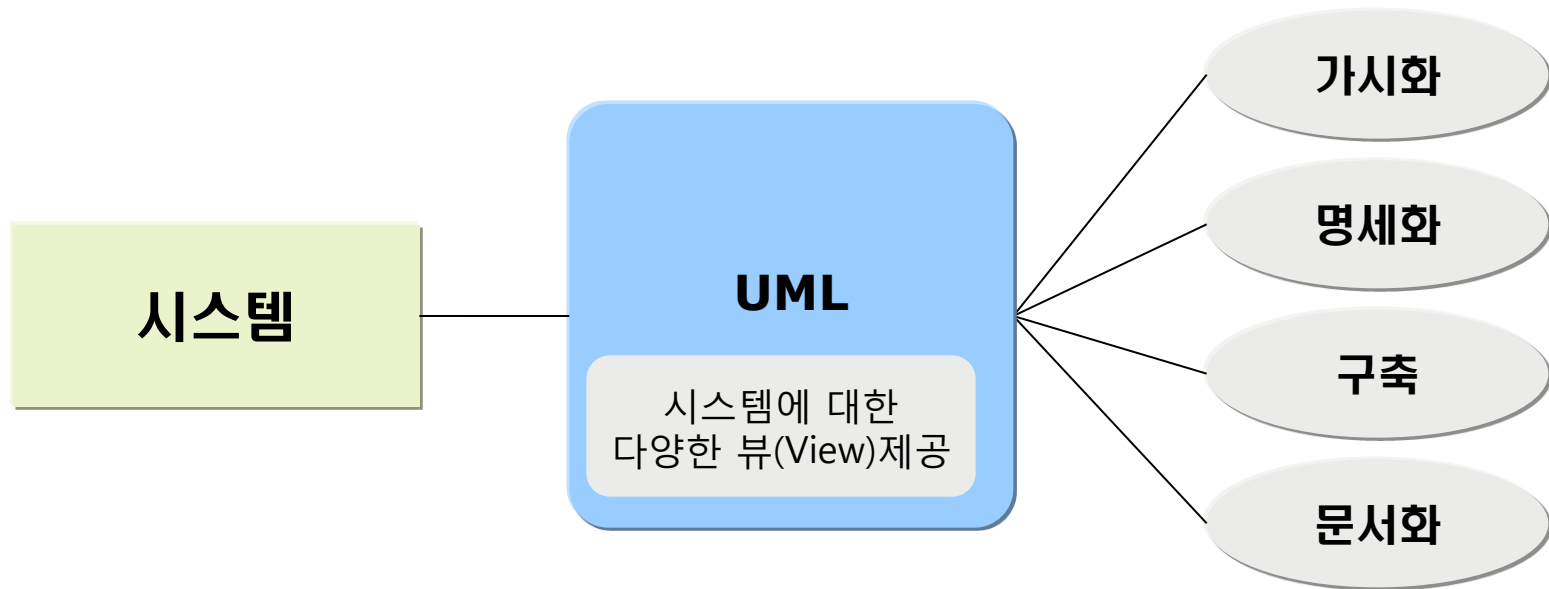 시스템
UML
시스템에 대한
다양한 뷰(View)제공
가시화
명세화
구축
문서화